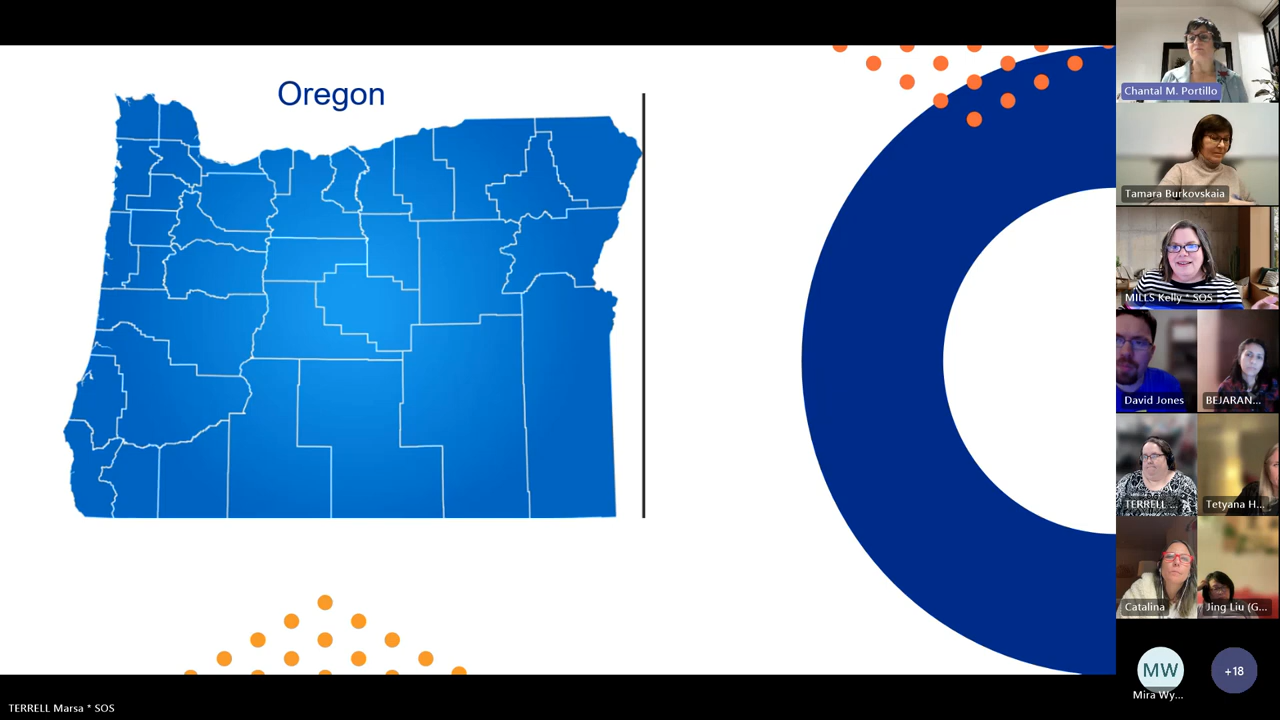 Oregon
Chantal M. Portillo
Tamara Burkovskaia
MILLS Kelly * SOS
David Jones
BEJARAN...
TERRELL ...
Tetyana H...
Catalina
Jing Liu (G...
MW
+18
Mira Wy...
TERRELL Marsa * SOS